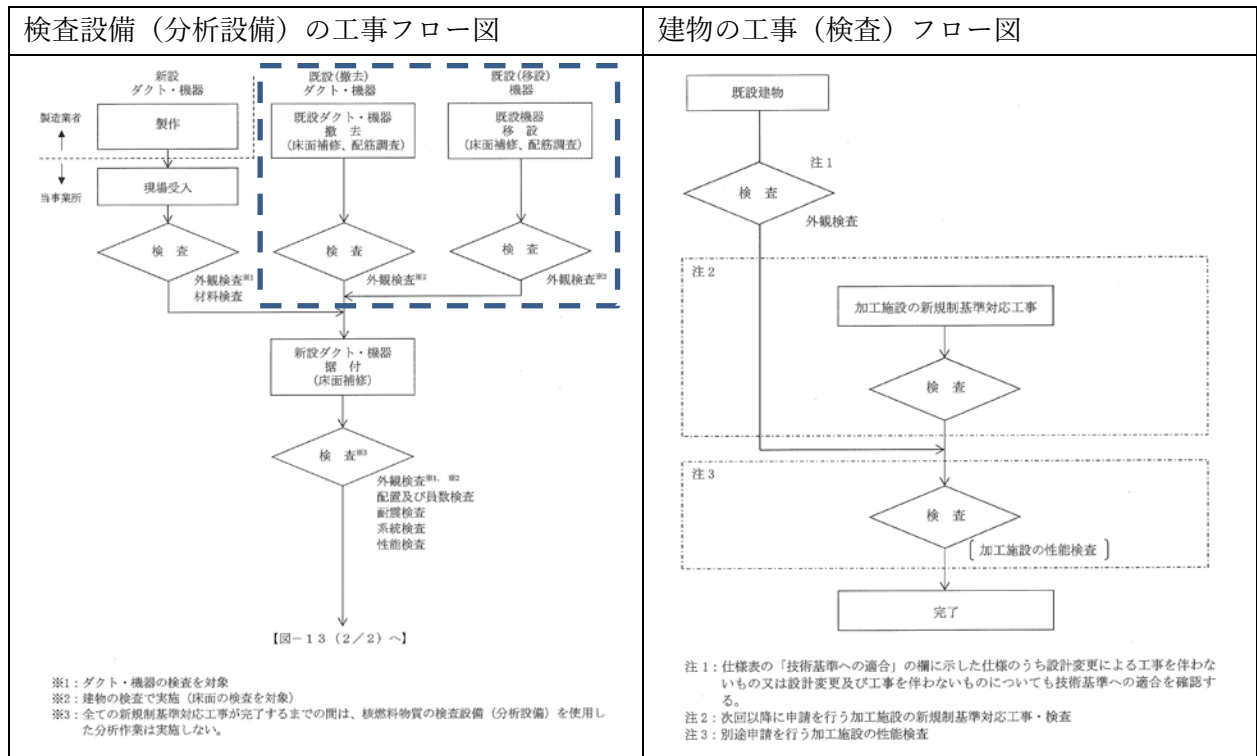 検査設備（分析設備）の工事フロー図
新設
ダクト・機器
製造業者
製作
当事業所
現場受入
検　査
外観検査※1
材料検査
既設(撤去)
ダクト・機器
既設ダクト・機器
撤　去
(床面補修、配筋調査)
検　査
外観検査※2
既設(移設)
機器
既設機器
移　設
(床面補修、配筋調査)
検　査
外観検査※2
新設ダクト・機器
据　付
(床面補修)
検　査※3
外観検査※1、※2
配置及び員数検査
耐震検査
系統検査
性能検査
【図－１３（２／２）へ】
※1：ダクト・機器の検査を対象
※2：建物の検査で実施（床面の検査を対象）
※3：全ての新規制基準対応工事が完了するまでの間は、核燃料物質の検査設備（分析設備）を使用し
た分析作業は実施しない。
建物の工事（検査）フロー図
既設建物
注１
検　査
外観検査
注２
加工施設の新規制基準対応工事
検　査
注３
検　査
〔加工施設の性能検査〕
完了
注１：仕様表の「技術基準への適合」の欄に示した仕様のうち設計変更による工事を伴わな
いもの又は設計変更及び工事を伴わないものについても技術基準への適合を確認す
る。
注２：次回以降に申請を行う加工施設の新規制基準対応工事・検査
注３：別途申請を行う加工施設の性能検査